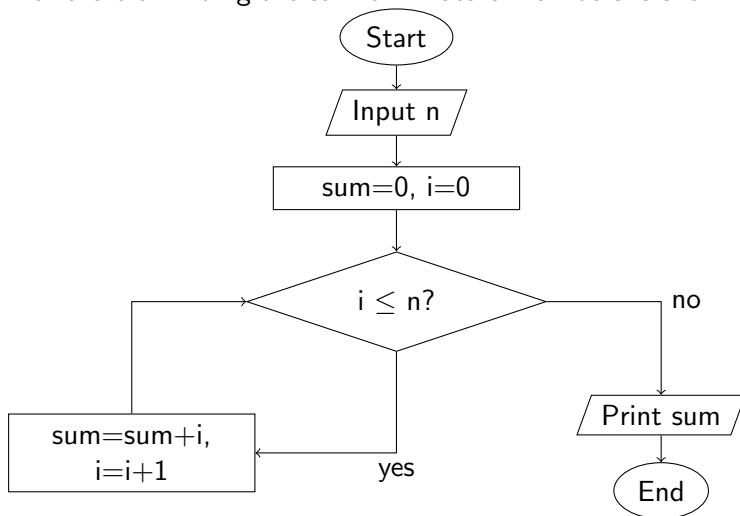 Start
Input n
sum=0, i=0
i ≤ n?
no
yes
sum=sum+i,
i=i+1
Print sum
End